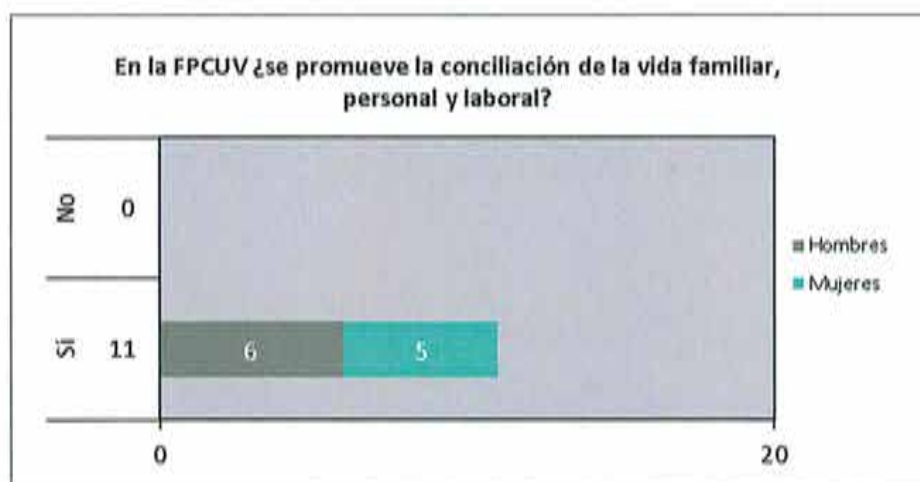 En la FPCUV ¿se promueve la conciliación de la vida familiar,
personal y laboral?
No 0
Hombres
Mujeres
Sí 11 6 5
0 20